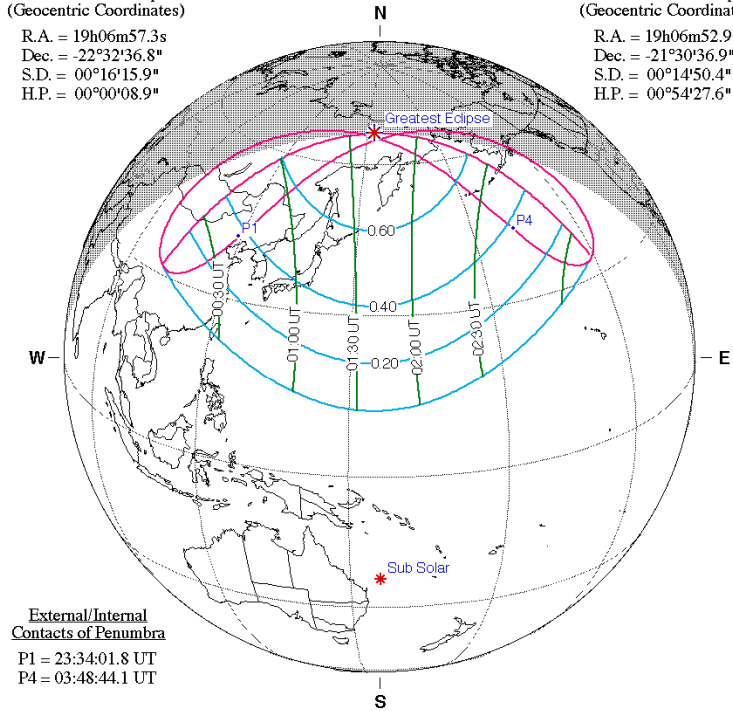 (Geocentric Coordinates)
R.A. = 19h06m57.3s
Dec. = -22°32'36.8"
S.D. = 00°16'15.9"
H.P. = 00°00'08.9"
N
(Geocentric Coordinat
R.A. = 19h06m52.9
Dec. = -21°30'36.9"
S.D. = 00°14'50.4"
H.P. = 00°54'27.6"
Greatest Eclipse
P1
P4
0.60
0.40
0.20
00:30 UT
01:00 UT
01:30 UT
02:00 UT
02:30 UT
W
E
Sub Solar
External/Internal
Contacts of Penumbra
P1 = 23:34:01.8 UT
P4 = 03:48:44.1 UT
S